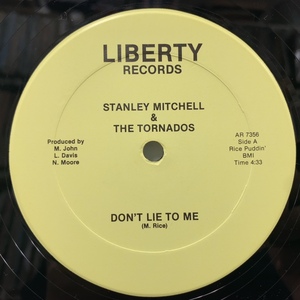 LIBERTY
RECORDS
STANLEY MITCHELL
&
THE TORNADOS
Produced by
M. John
L. Davis
N. Moore
AR 7356
Side A
Rice Puddin'
BMI
Time 4:33
DON'T LIE TO ME
(M. Rice)